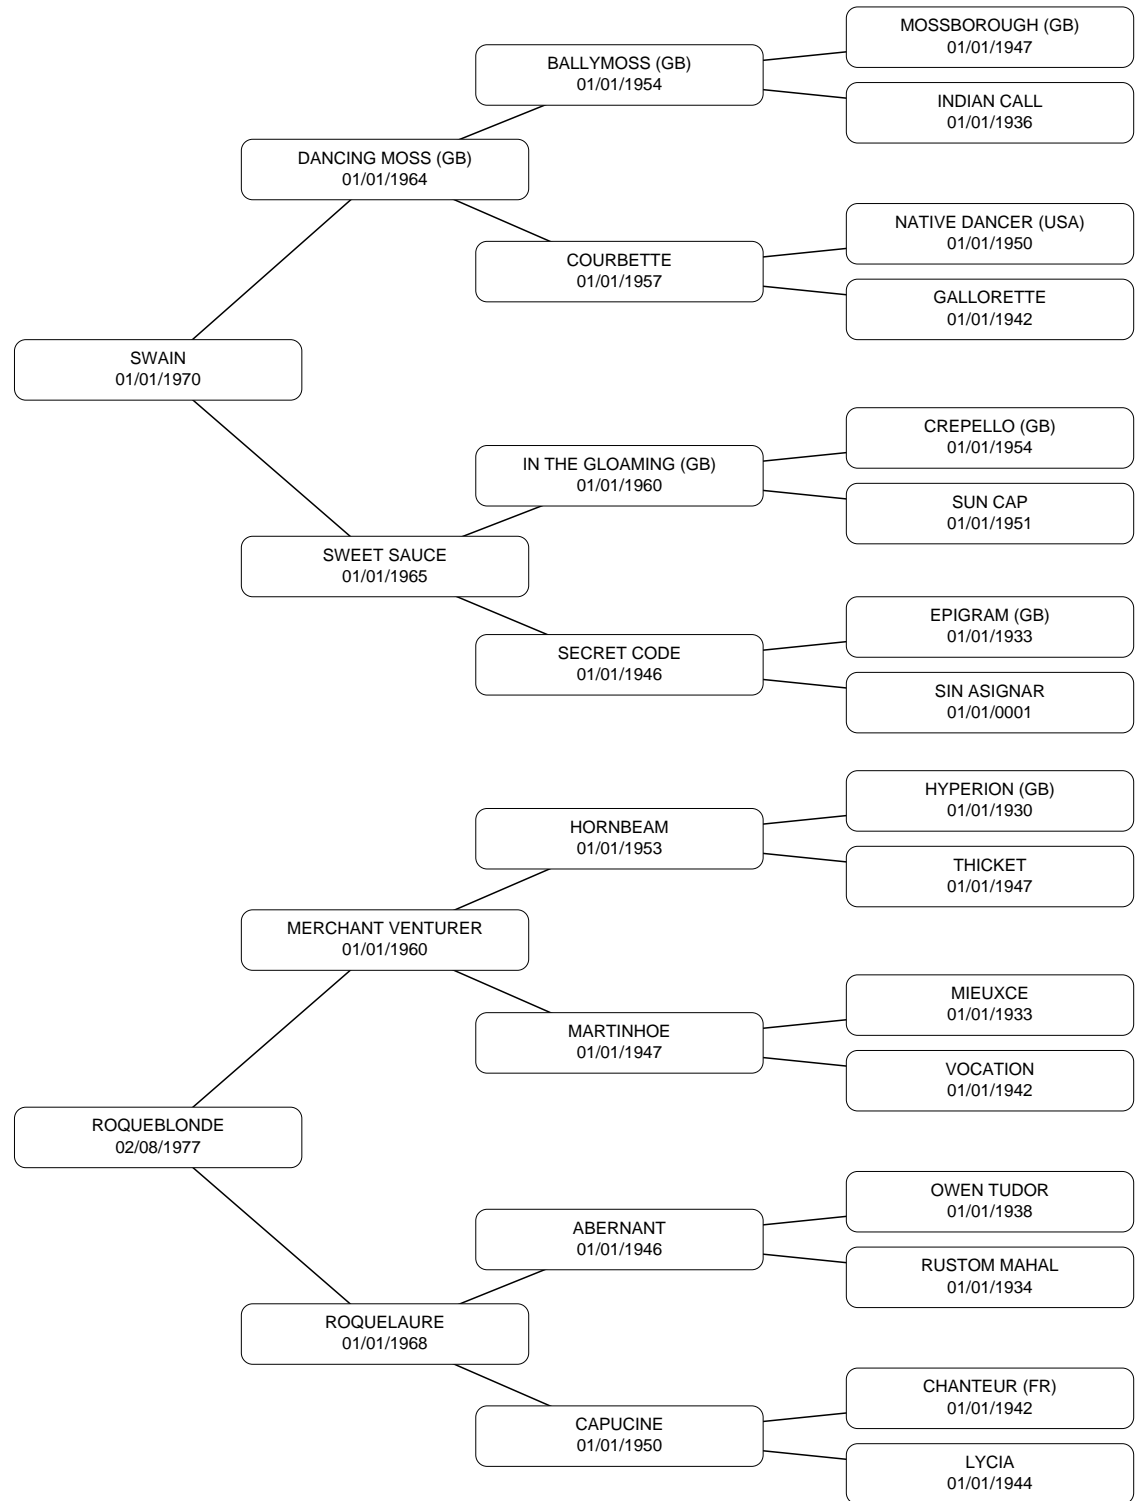 MOSSBOROUGH (GB)
01/01/1947
BALLYMOSS (GB)
01/01/1954
INDIAN CALL
01/01/1936
DANCING MOSS (GB)
01/01/1964
NATIVE DANCER (USA)
01/01/1950
COURBETTE
01/01/1957
GALLORETTE
01/01/1942
SWAIN
01/01/1970
CREPELLO (GB)
01/01/1954
IN THE GLOAMING (GB)
01/01/1960
SUN CAP
01/01/1951
SWEET SAUCE
01/01/1965
EPIGRAM (GB)
01/01/1933
SECRET CODE
01/01/1946
SIN ASIGNAR
01/01/0001
HYPERION (GB)
01/01/1930
HORNBEAM
01/01/1953
THICKET
01/01/1947
MERCHANT VENTURER
01/01/1960
MIEUXCE
01/01/1933
MARTINHOE
01/01/1947
VOCATION
01/01/1942
ROQUEBLONDE
02/08/1977
OWEN TUDOR
01/01/1938
ABERNANT
01/01/1946
RUSTOM MAHAL
01/01/1934
ROQUELAURE
01/01/1968
CHANTEUR (FR)
01/01/1942
CAPUCINE
01/01/1950
LYCIA
01/01/1944